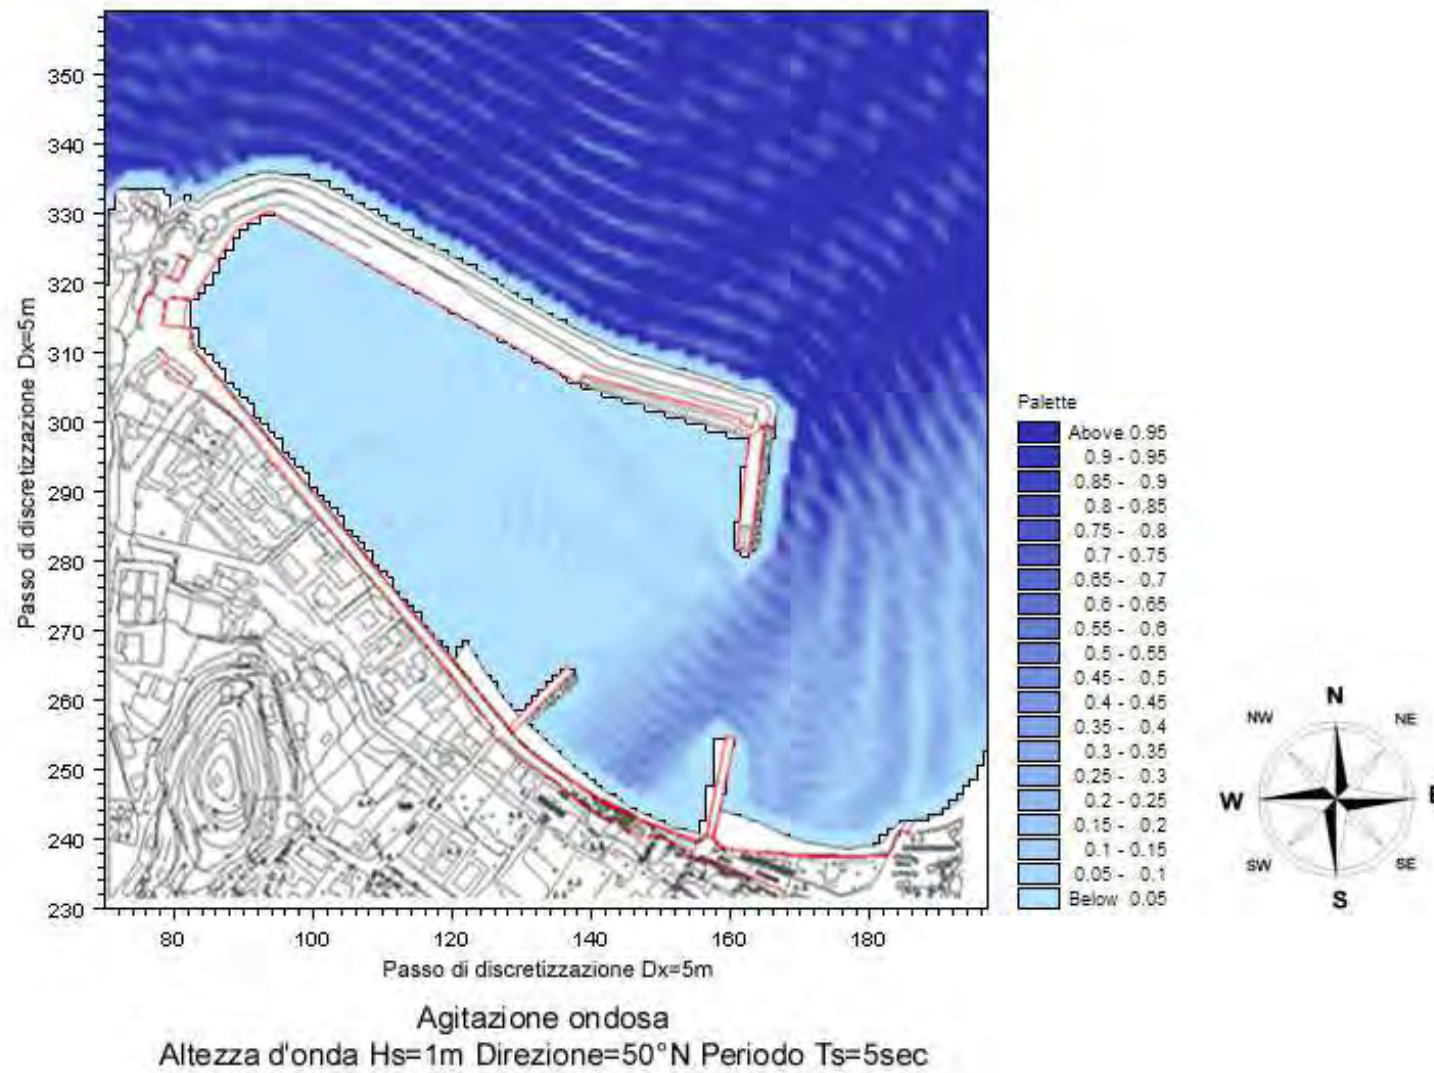 350
340
330
320
310
300
290
280
270
260
250
240
230
Passo di discretizzazione Dx=5m
80
100
120
140
160
180
Passo di discretizzazione Dx=5m
Palette
Above 0.95
0.9 - 0.95
0.85 - 0.9
0.8 - 0.85
0.75 - 0.8
0.7 - 0.75
0.65 - 0.7
0.6 - 0.65
0.55 - 0.6
0.5 - 0.55
0.45 - 0.5
0.4 - 0.45
0.35 - 0.4
0.3 - 0.35
0.25 - 0.3
0.2 - 0.25
0.15 - 0.2
0.1 - 0.15
0.05 - 0.1
Below 0.05
N
NW
NE
W
E
SW
SE
S
Agitazione ondosa
Altezza d'onda Hs=1m Direzione=50°N Periodo Ts=5sec